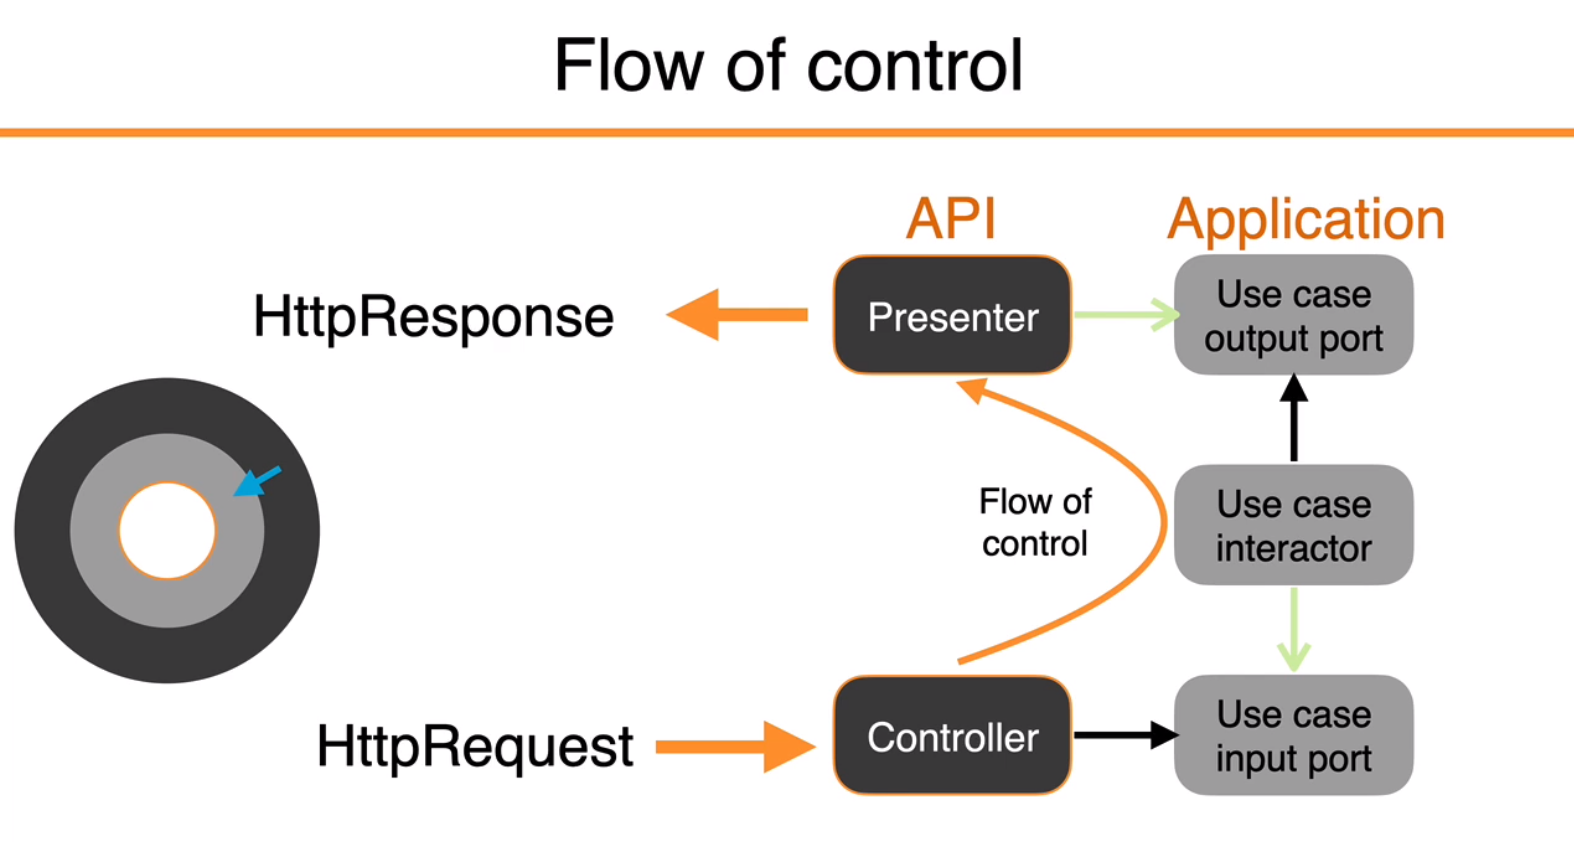 Flow of control
API
Application
HttpResponse
Presenter
Use case
output port
Flow of
control
Use case
interactor
HttpRequest
Controller
Use case
input port